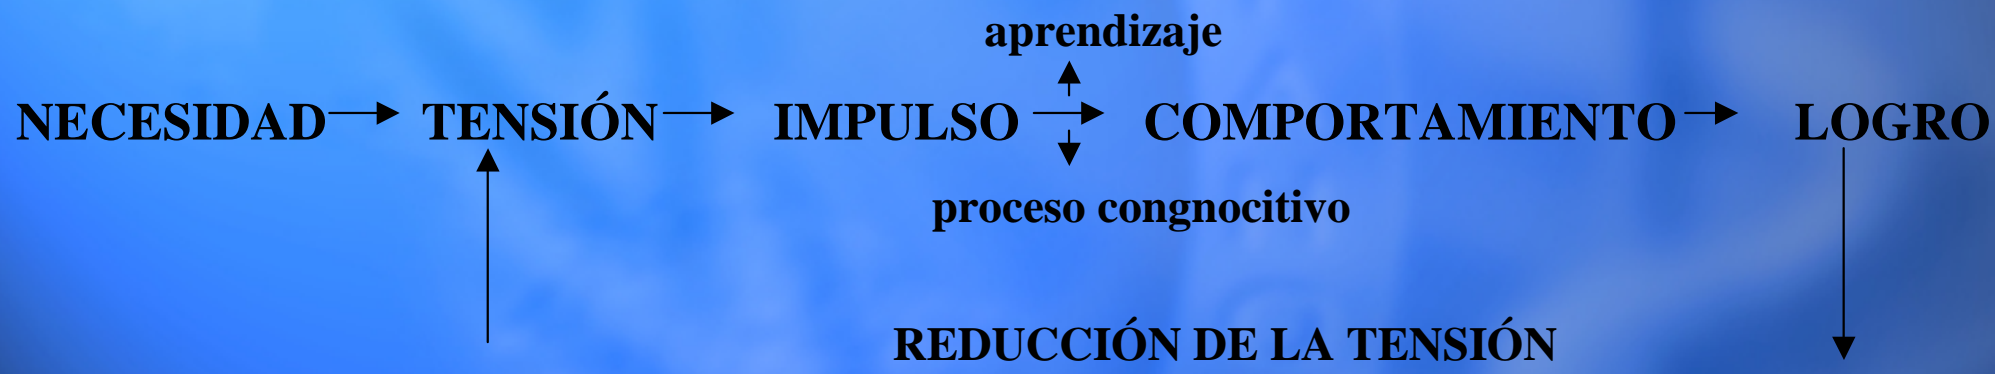 aprendizaje
NECESIDAD TENSIÓN IMPULSO COMPORTAMIENTO LOGRO
proceso congnocitivo
REDUCCIÓN DE LA TENSIÓN